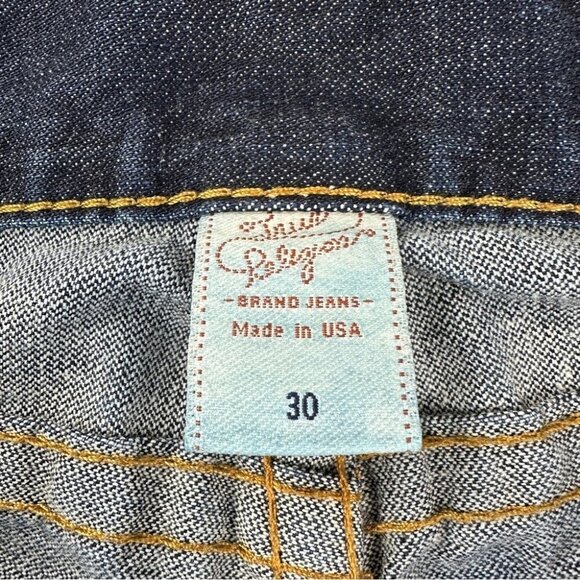 True
Religion
-BRAND JEANS-
Made in USA
30